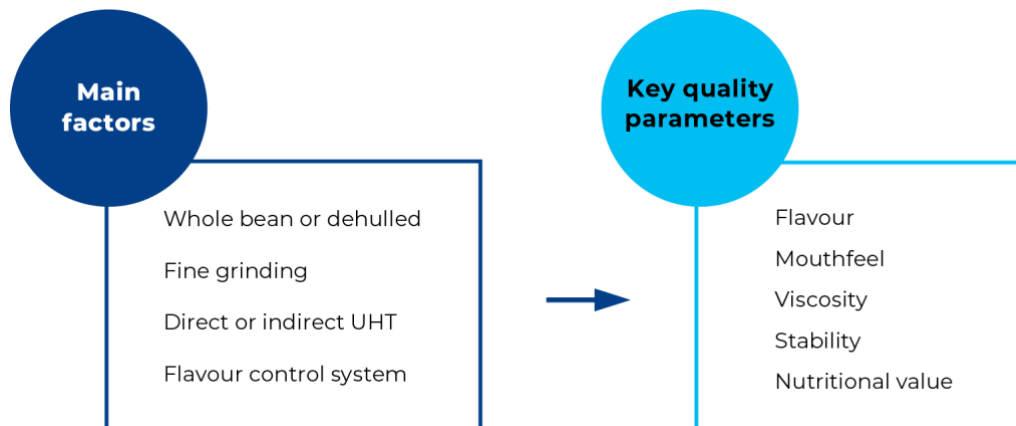 Main
factors
Whole bean or dehulled
Fine grinding
Direct or indirect UHT
Flavour control system
Key quality
parameters
Flavour
Mouthfeel
Viscosity
Stability
Nutritional value